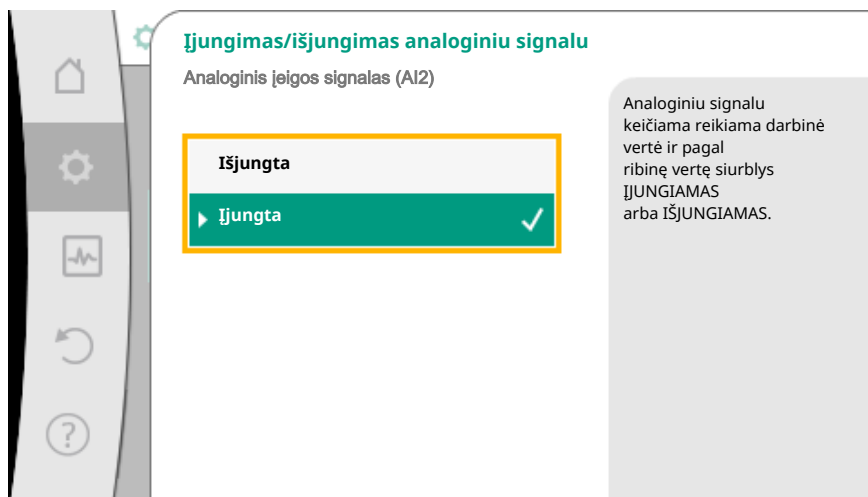 Įjungimas/išjungimas analoginiu signalu
Analoginis įeigos signalas (AI2)
Išjungta
Įjungta
Analoginiu signalu
keičiama reikiama darbinė
vertė ir pagal
ribinę vertę siurblys
ĮJUNGIAMAS
arba IŠJUNGIAMAS.